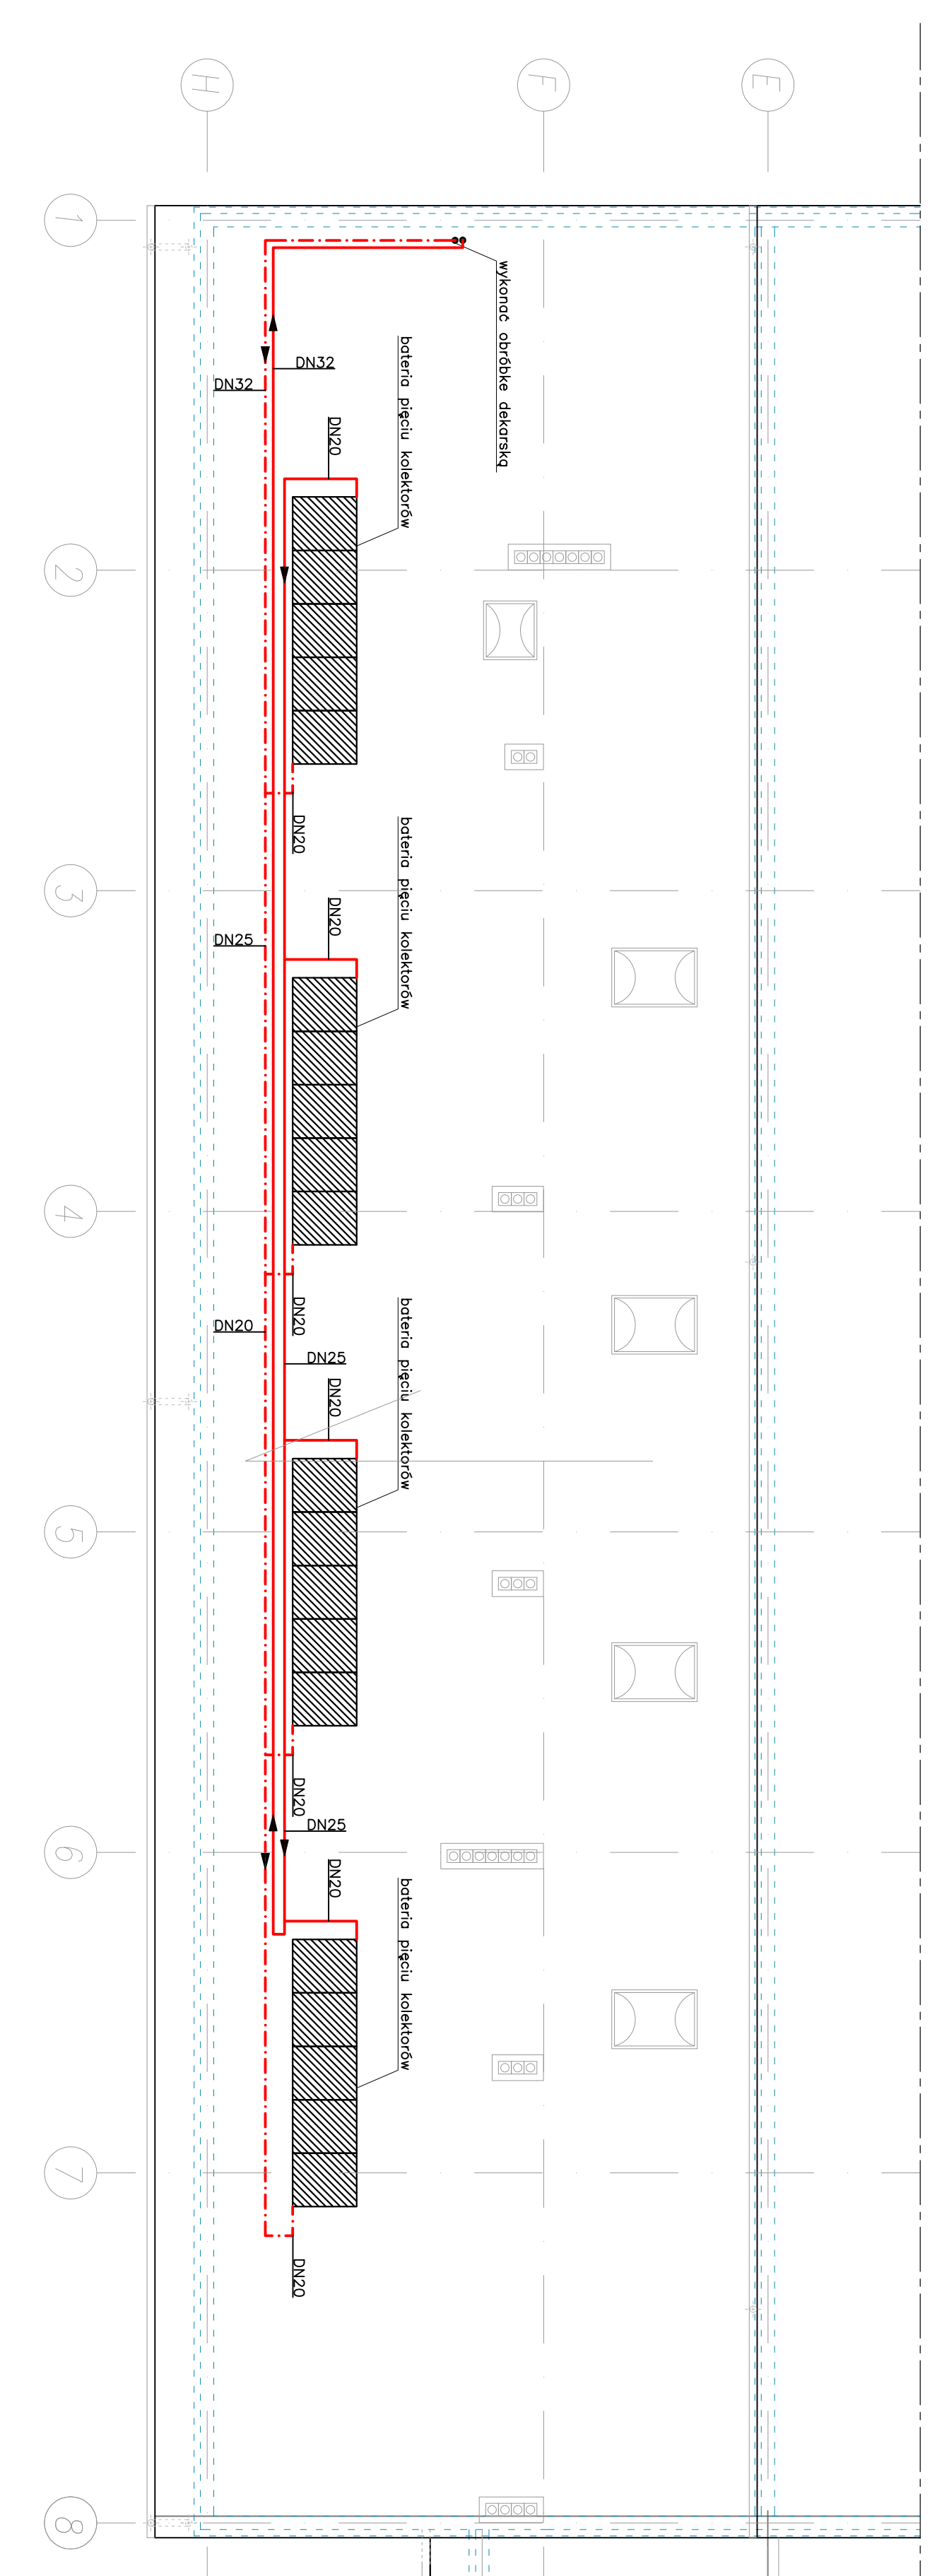 H
F
E
1
wykonać obróbke dekarską
bateria pięciu kolektorów
DN32
DN32
DN20
2
DN20
bateria pięciu kolektorów
3
DN20
DN25
4
DN20
bateria pięciu kolektorów
DN20
DN25
DN20
5
DN20
DN25
6
DN20
bateria pięciu kolektorów
7
DN20
8